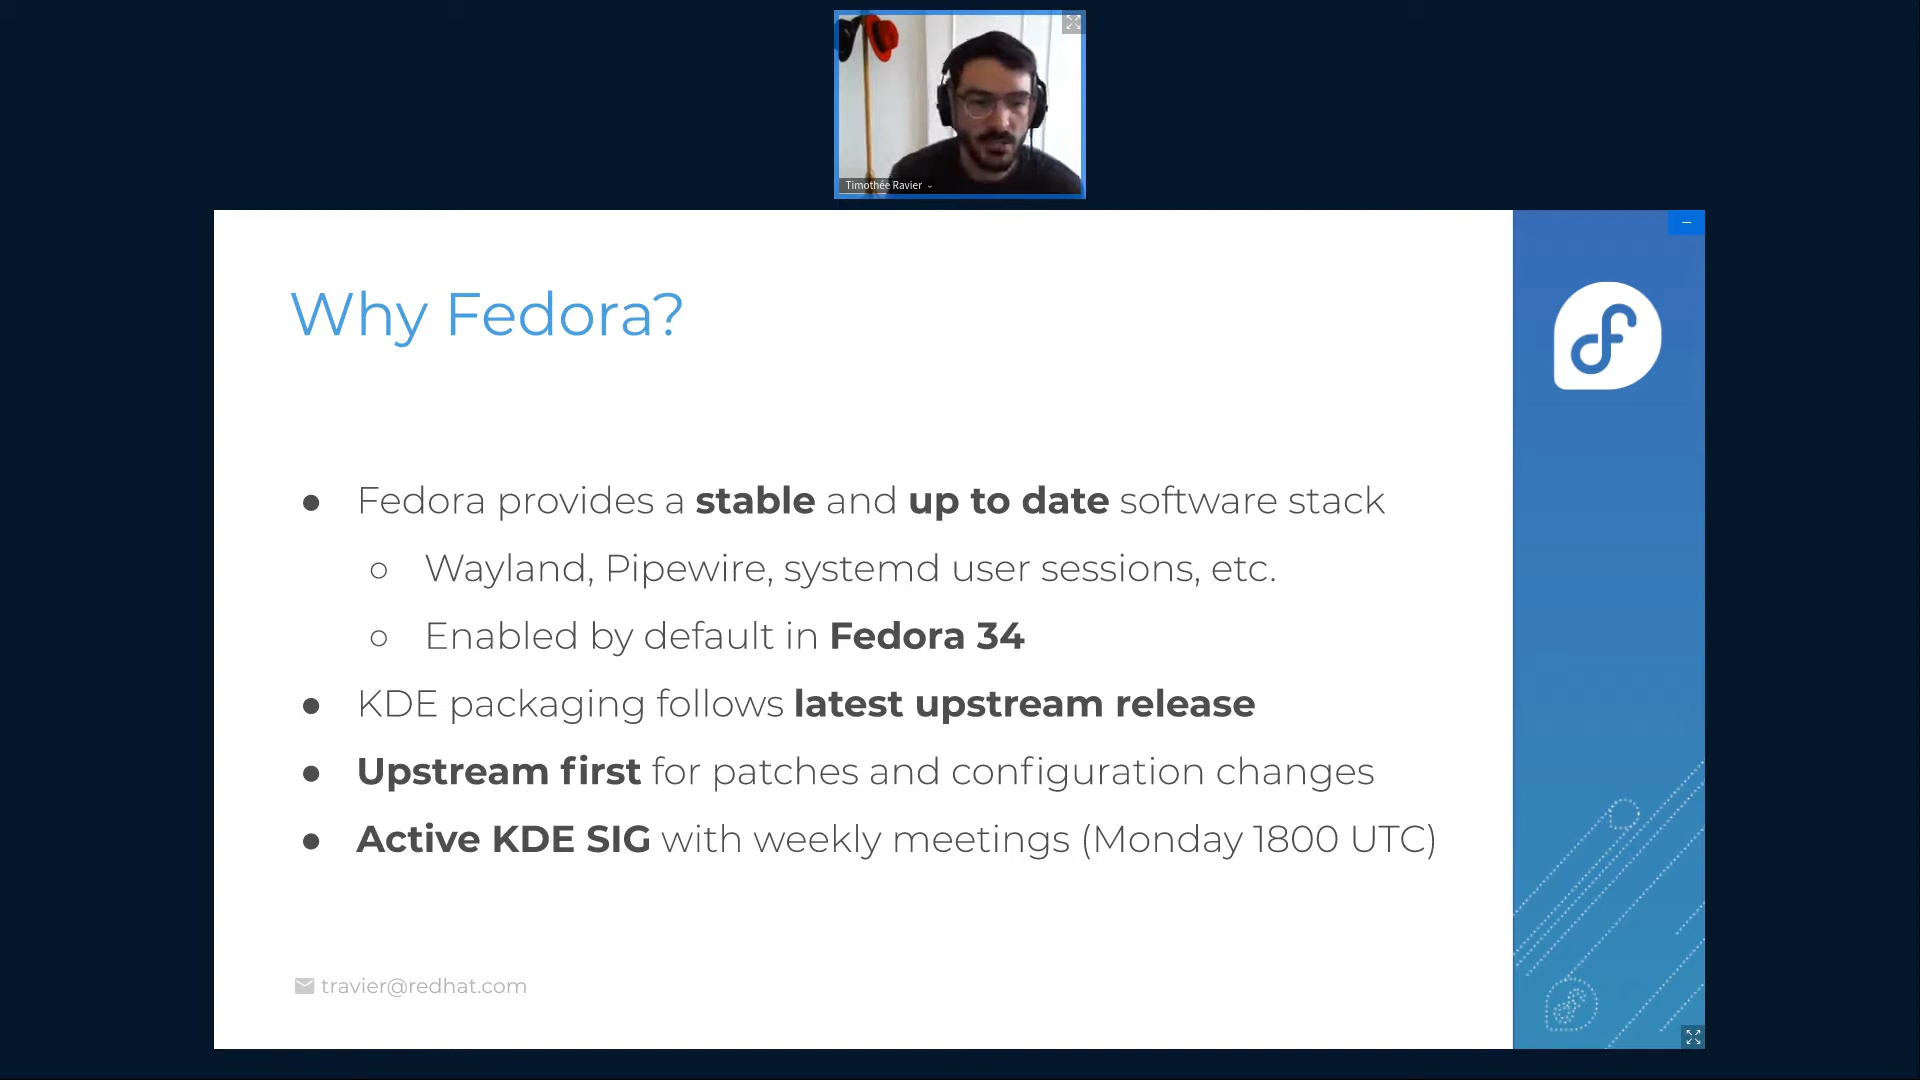 Timothée Ravier
Why Fedora?
● Fedora provides a stable and up to date software stack
○ Wayland, Pipewire, systemd user sessions, etc.
○ Enabled by default in Fedora 34
● KDE packaging follows latest upstream release
● Upstream first for patches and configuration changes
● Active KDE SIG with weekly meetings (Monday 1800 UTC)
travier@redhat.com